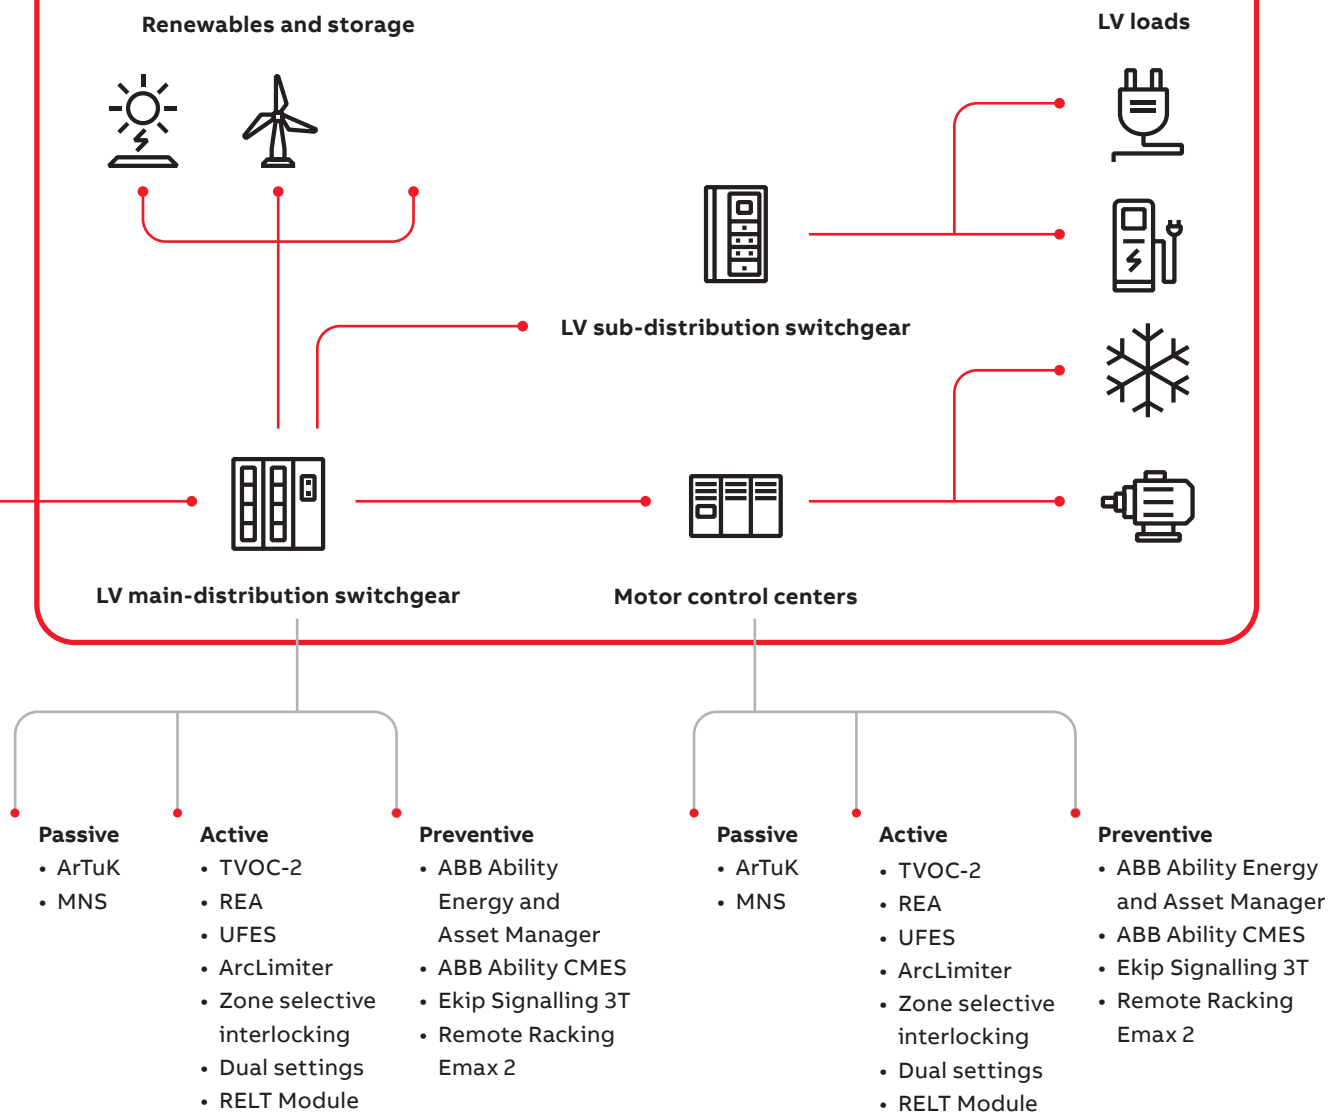 Renewables and storage
LV loads
LV sub-distribution switchgear
LV main-distribution switchgear
Motor control centers
Passive
• ArTuK
• MNS
Active
• TVOC-2
• REA
• UFES
• ArcLimiter
• Zone selective
interlocking
• Dual settings
• RELT Module
Preventive
• ABB Ability
Energy and
Asset Manager
• ABB Ability CMES
• Ekip Signalling 3T
• Remote Racking
Emax 2
Passive
• ArTuK
• MNS
Active
• TVOC-2
• REA
• UFES
• ArcLimiter
• Zone selective
interlocking
• Dual settings
• RELT Module
Preventive
• ABB Ability Energy
and Asset Manager
• ABB Ability CMES
• Ekip Signalling 3T
• Remote Racking
Emax 2